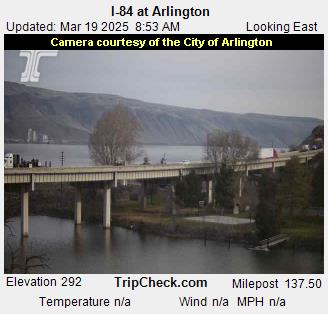 I-84 at Arlington
Updated: Mar 19 2025 8:53 AM Looking East
Camera courtesy of the City of Arlington
Elevation 292 TripCheck.com Milepost 137.50
Temperature n/a Wind n/a MPH n/a